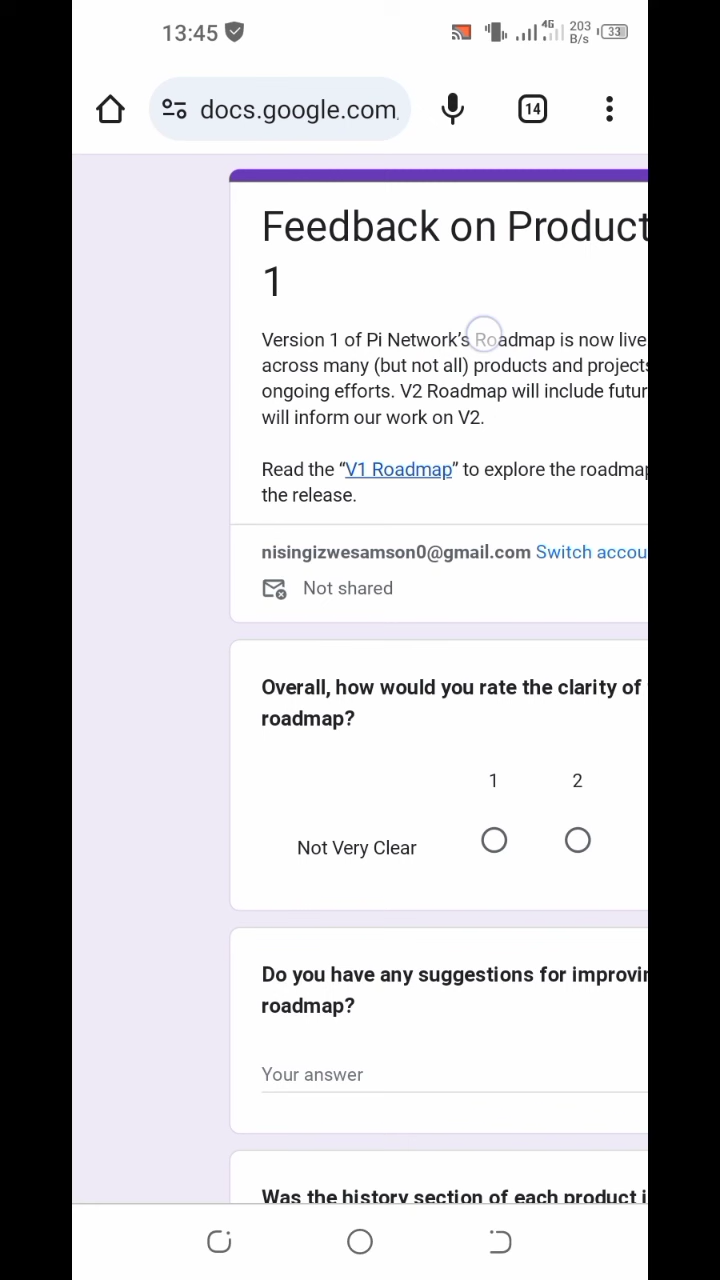 13:45 4G 203 B/s 33
docs.google.com 14
Feedback on Product
1
Version 1 of Pi Network's Roadmap is now live
across many (but not all) products and projects
ongoing efforts. V2 Roadmap will include futur
will inform our work on V2.
Read the “V1 Roadmap” to explore the roadmap
the release.
nisingizwesamson0@gmail.com Switch accou
Not shared
Overall, how would you rate the clarity of
roadmap?
1 2
Not Very Clear
Do you have any suggestions for improvin
roadmap?
Your answer
Was the history section of each product i